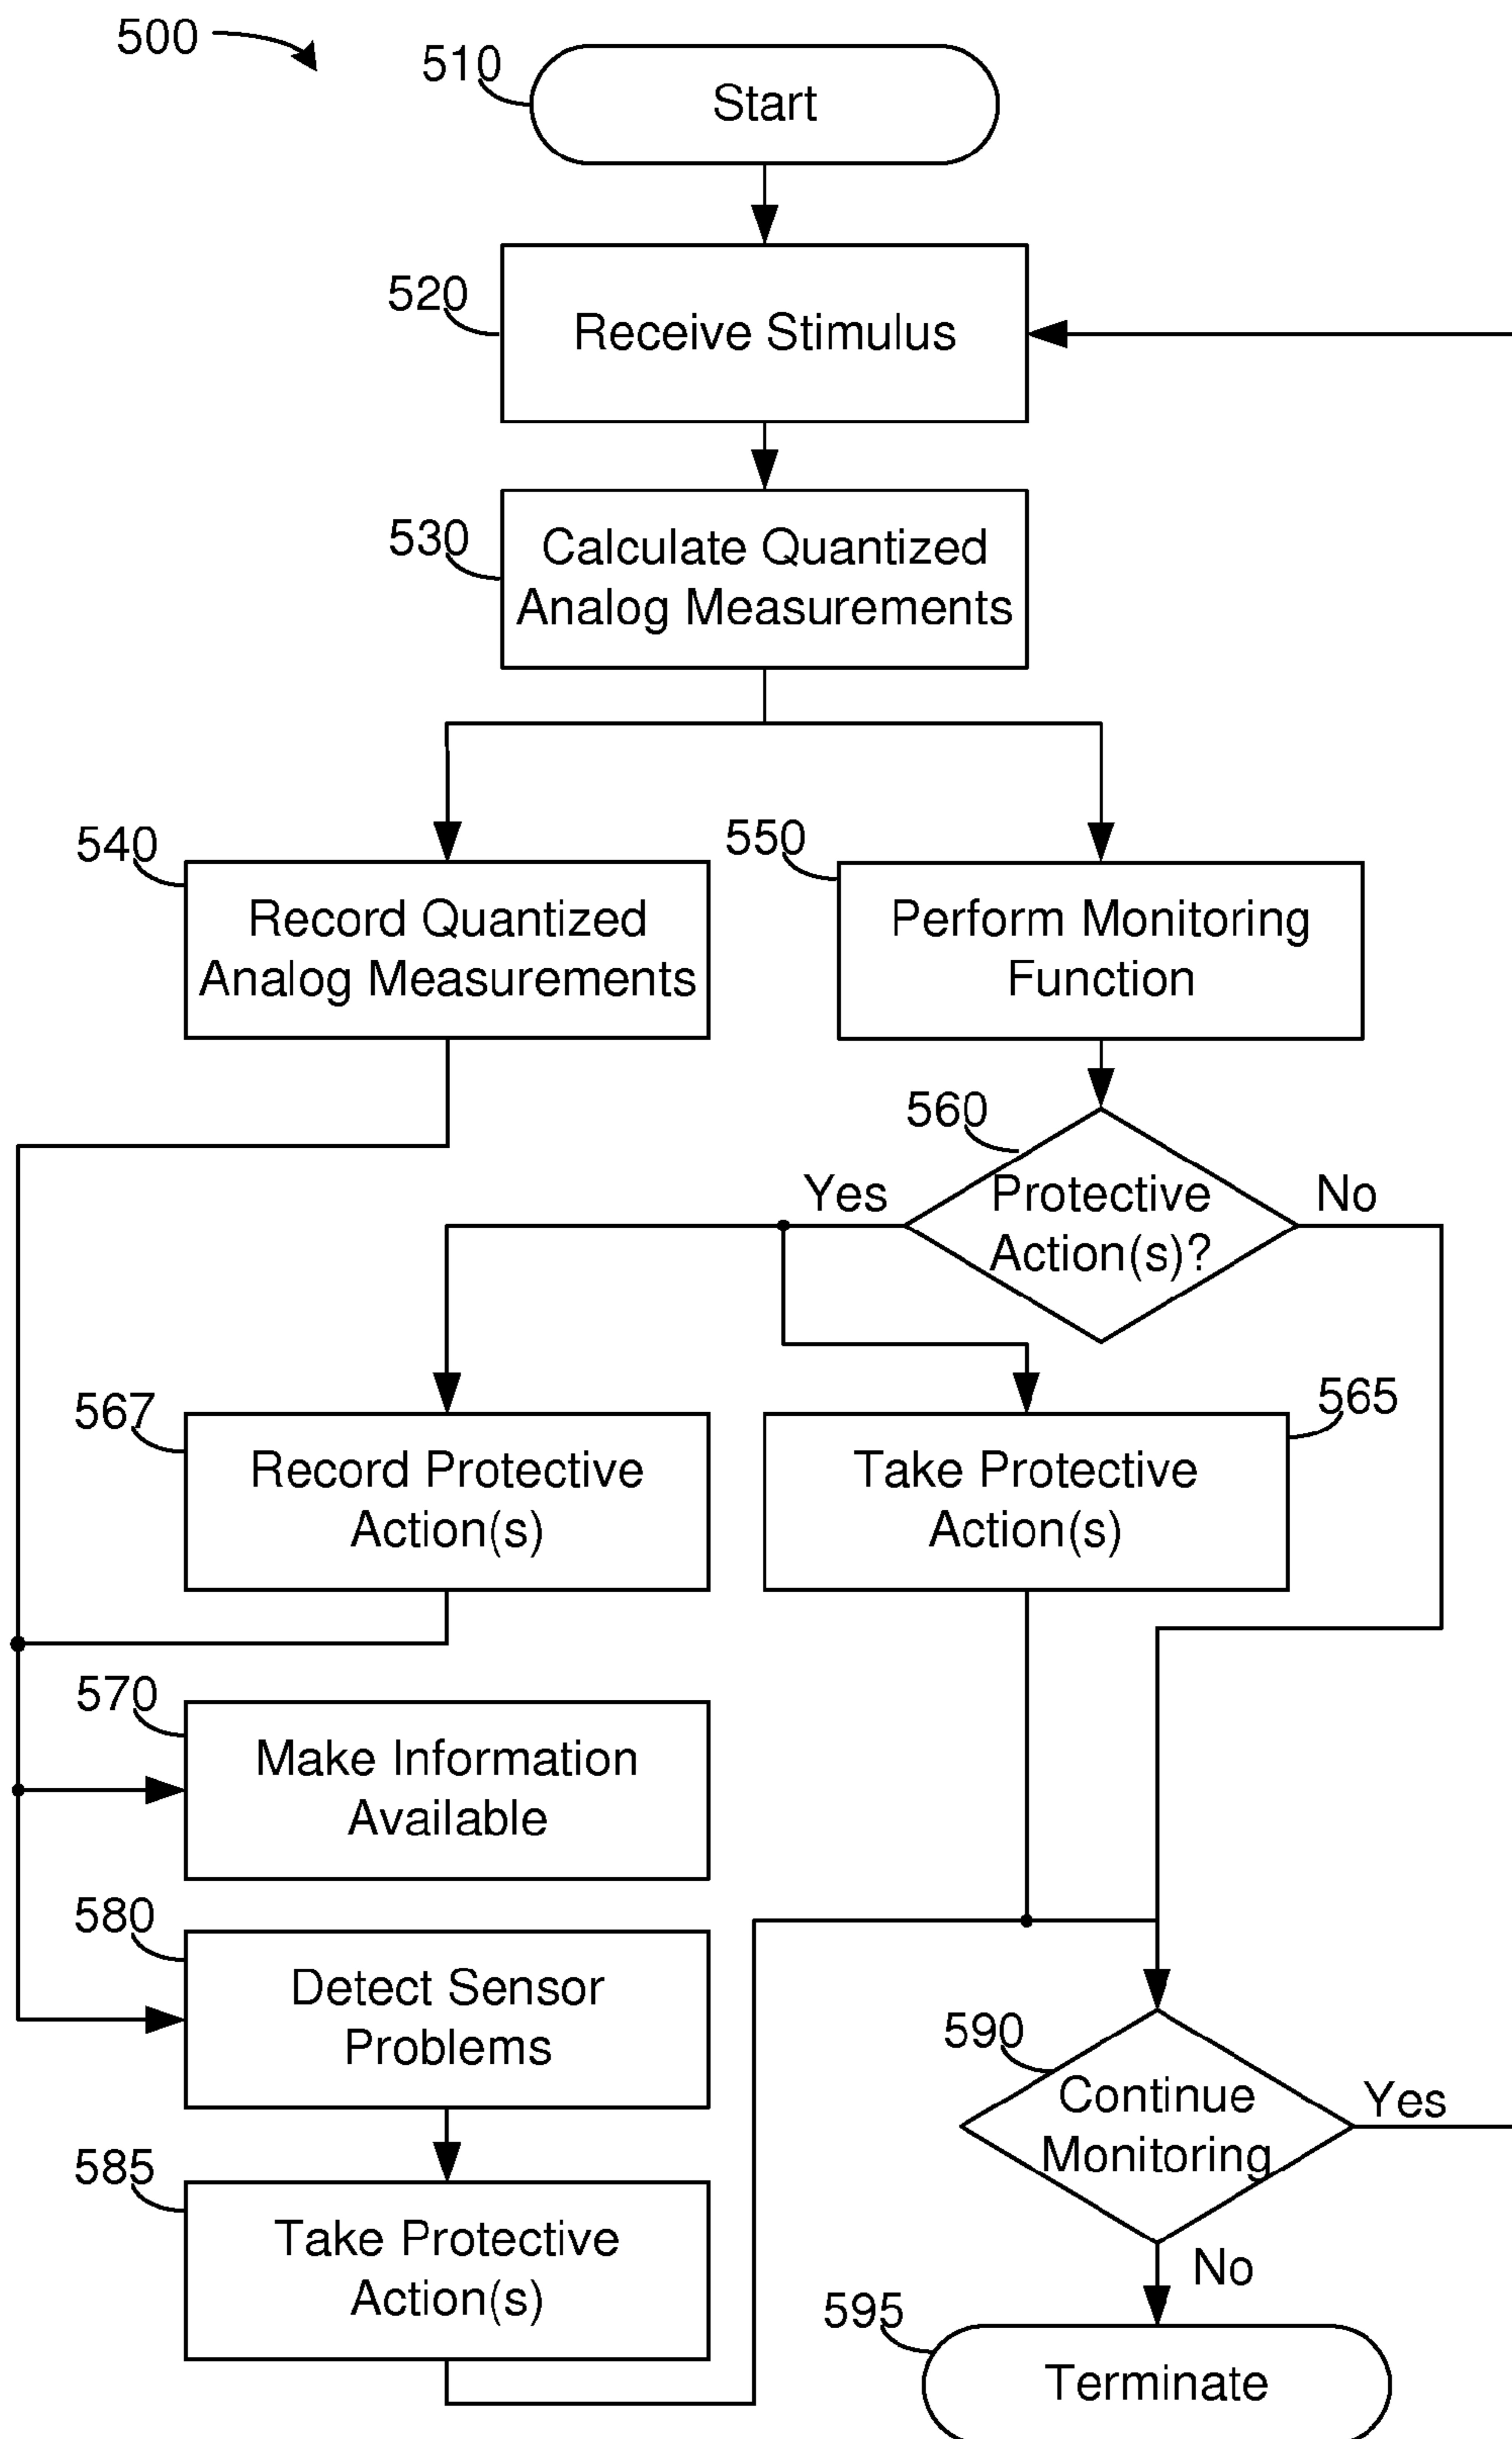 500
510
Start
520
Receive Stimulus
530
Calculate Quantized
Analog Measurements
540
Record Quantized
Analog Measurements
550
Perform Monitoring
Function
560
Yes
Protective
Action(s)?
No
567
Record Protective
Action(s)
565
Take Protective
Action(s)
570
Make Information
Available
580
Detect Sensor
Problems
590
Continue
Monitoring
Yes
585
Take Protective
Action(s)
No
595
Terminate